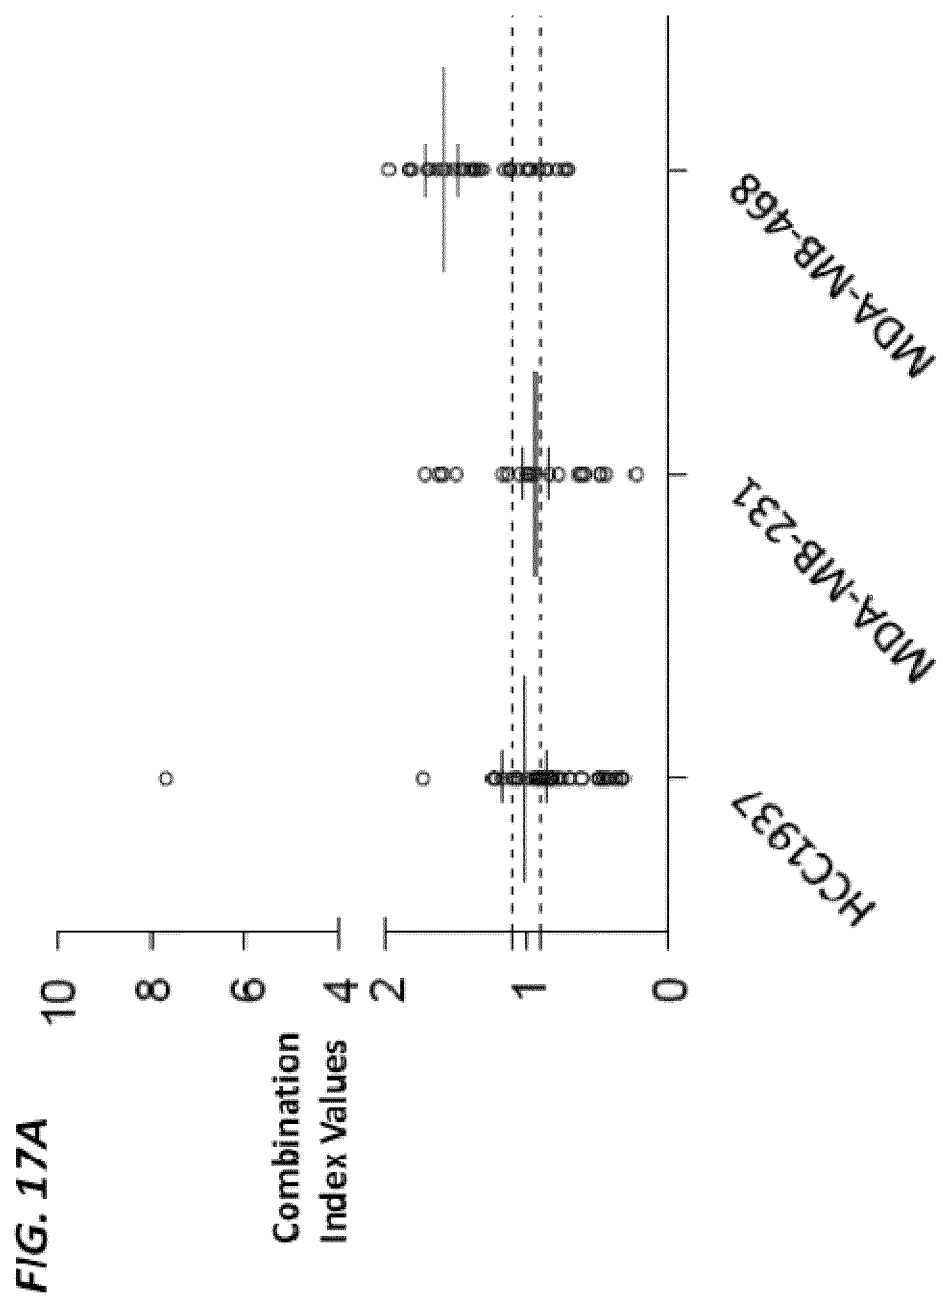 FIG. 17A
Combination
Index Values
10
8
6
4
2
1
0
HCC1937
MDA-MB-231
MDA-MB-468